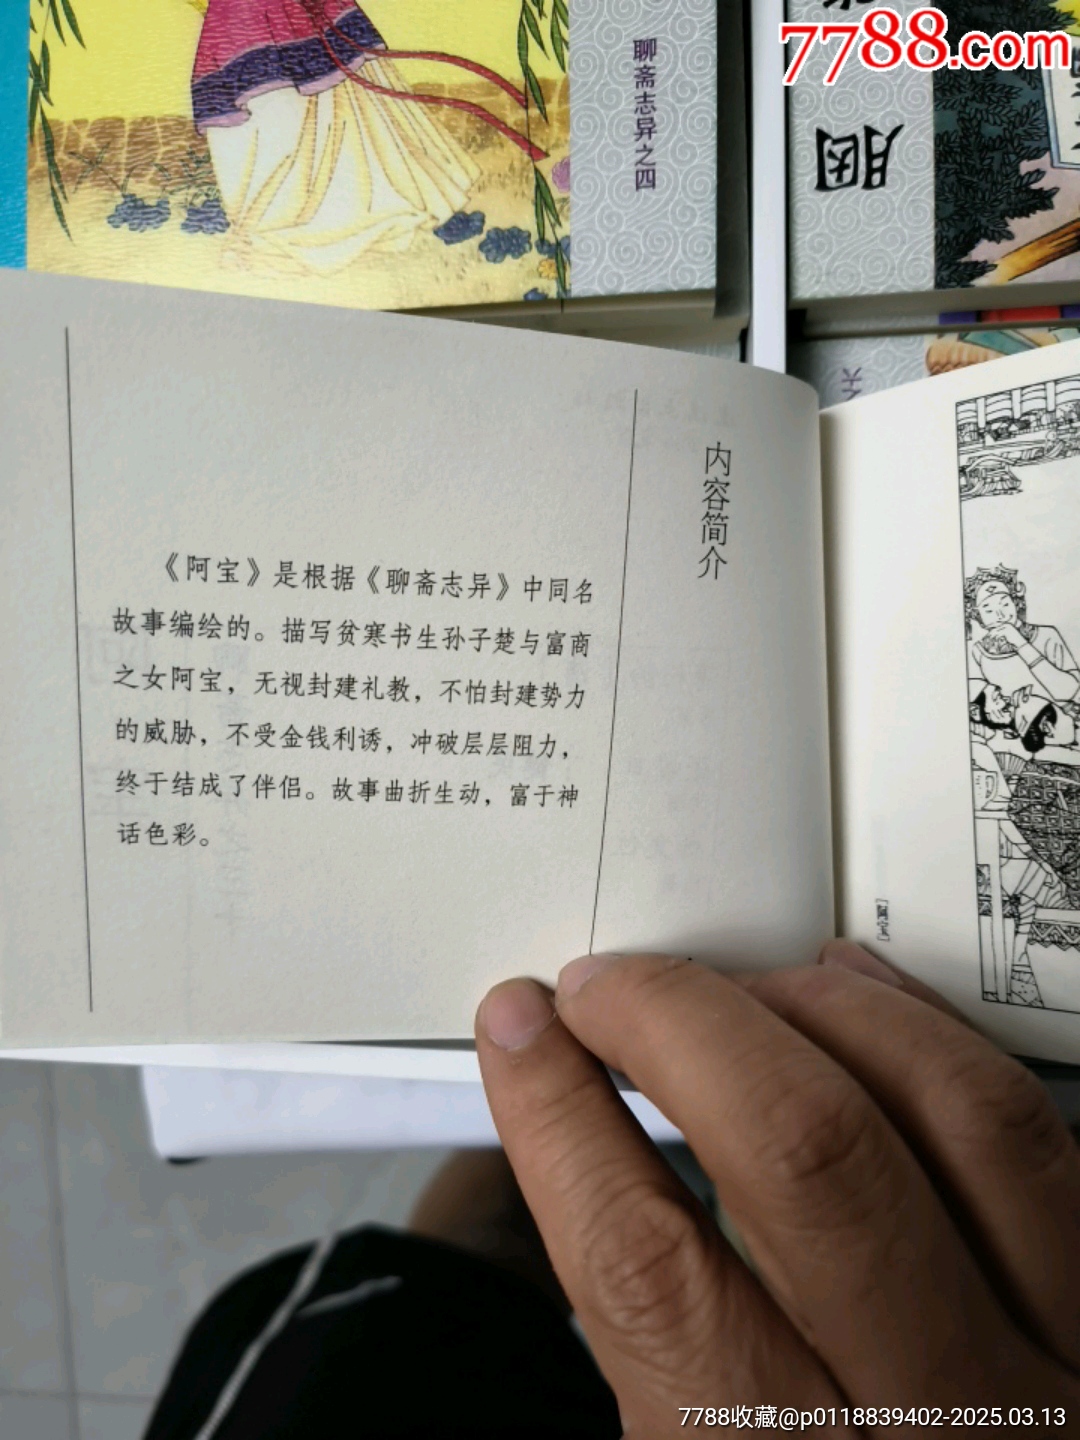 7788.com
聊斋志异之四
胭
内容简介
《阿宝》是根据《聊斋志异》中同名
故事编绘的。描写贫寒书生孙子楚与富商
之女阿宝，无视封建礼教，不怕封建势力
的威胁，不受金钱利诱，冲破层层阻力，
终于结成了伴侣。故事曲折生动，富于神
话色彩。
[阿宝]
7788收藏@p0118839402-2025.03.13